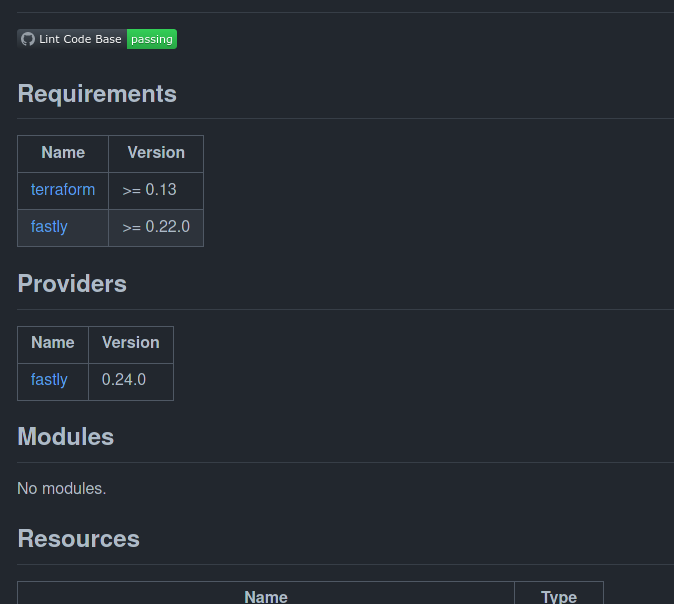 Lint Code Base passing
Requirements
Name Version
terraform >= 0.13
fastly >= 0.22.0
Providers
Name Version
fastly 0.24.0
Modules
No modules.
Resources
Name Type